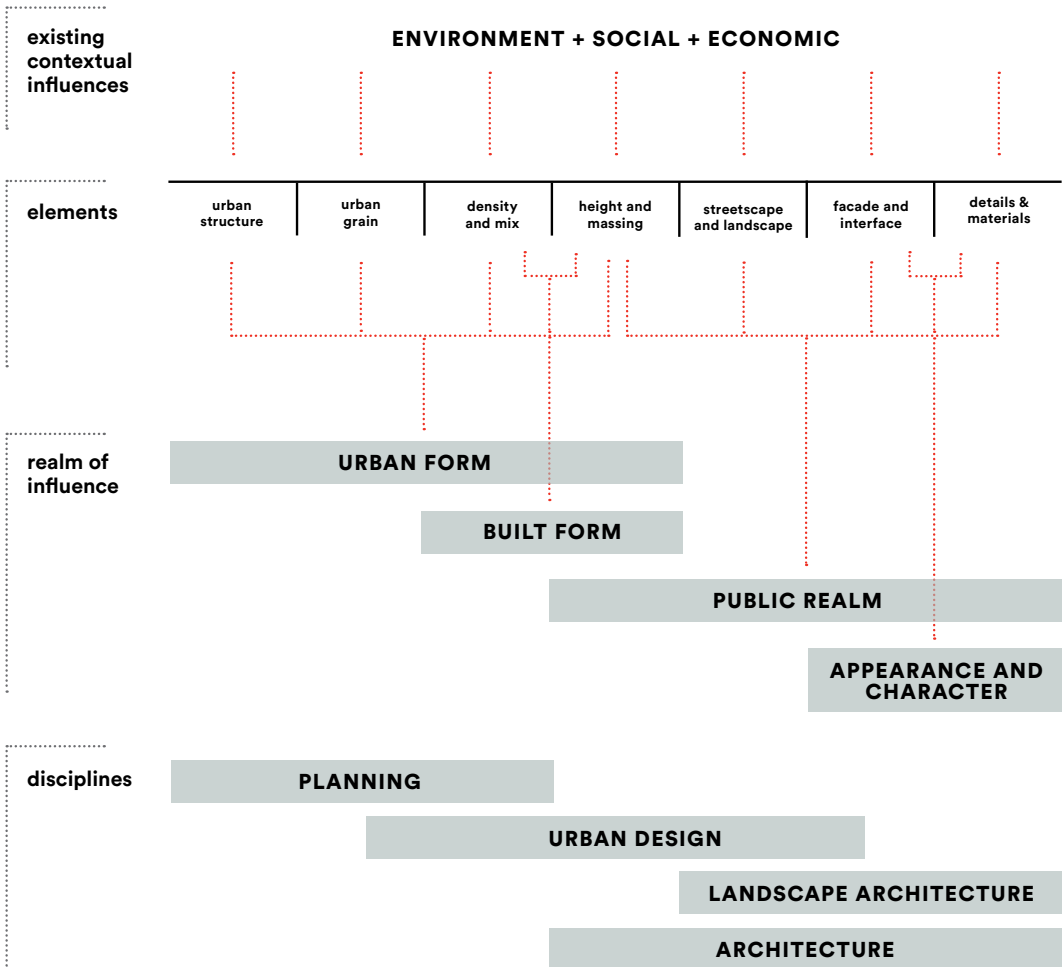 existing
contextual
influences
ENVIRONMENT + SOCIAL + ECONOMIC
elements
urban
structure
urban
grain
density
and mix
height and
massing
streetscape
and landscape
facade and
interface
details &
materials
realm of
influence
URBAN FORM
BUILT FORM
PUBLIC REALM
APPEARANCE AND
CHARACTER
disciplines
PLANNING
URBAN DESIGN
LANDSCAPE ARCHITECTURE
ARCHITECTURE